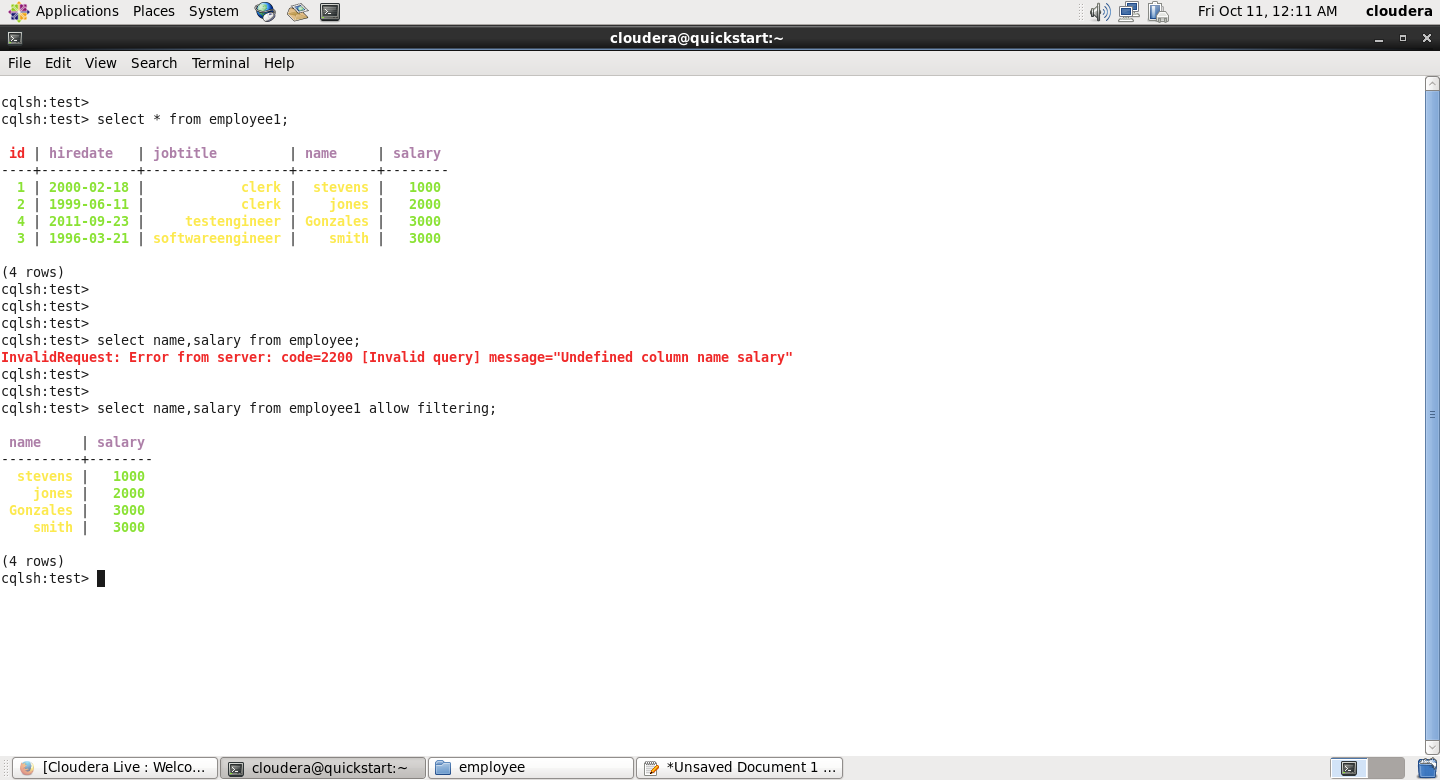 Applications Places System Fri Oct 11, 12:11 AM cloudera
cloudera@quickstart:~
File Edit View Search Terminal Help
cqlsh:test>
cqlsh:test> select * from employee1;
 id | hiredate   | jobtitle         | name     | salary
----+------------+------------------+----------+--------
  1 | 2000-02-18 |            clerk |  stevens |   1000
  2 | 1999-06-11 |            clerk |    jones |   2000
  4 | 2011-09-23 |     testengineer | Gonzales |   3000
  3 | 1996-03-21 | softwareengineer |    smith |   3000
(4 rows)
cqlsh:test>
cqlsh:test>
cqlsh:test>
cqlsh:test> select name,salary from employee;
InvalidRequest: Error from server: code=2200 [Invalid query] message="Undefined column name salary"
cqlsh:test>
cqlsh:test>
cqlsh:test> select name,salary from employee1 allow filtering;
 name     | salary
----------+--------
  stevens |   1000
    jones |   2000
 Gonzales |   3000
    smith |   3000
(4 rows)
cqlsh:test>
[Cloudera Live : Welco... cloudera@quickstart:~ employee *Unsaved Document 1 ...